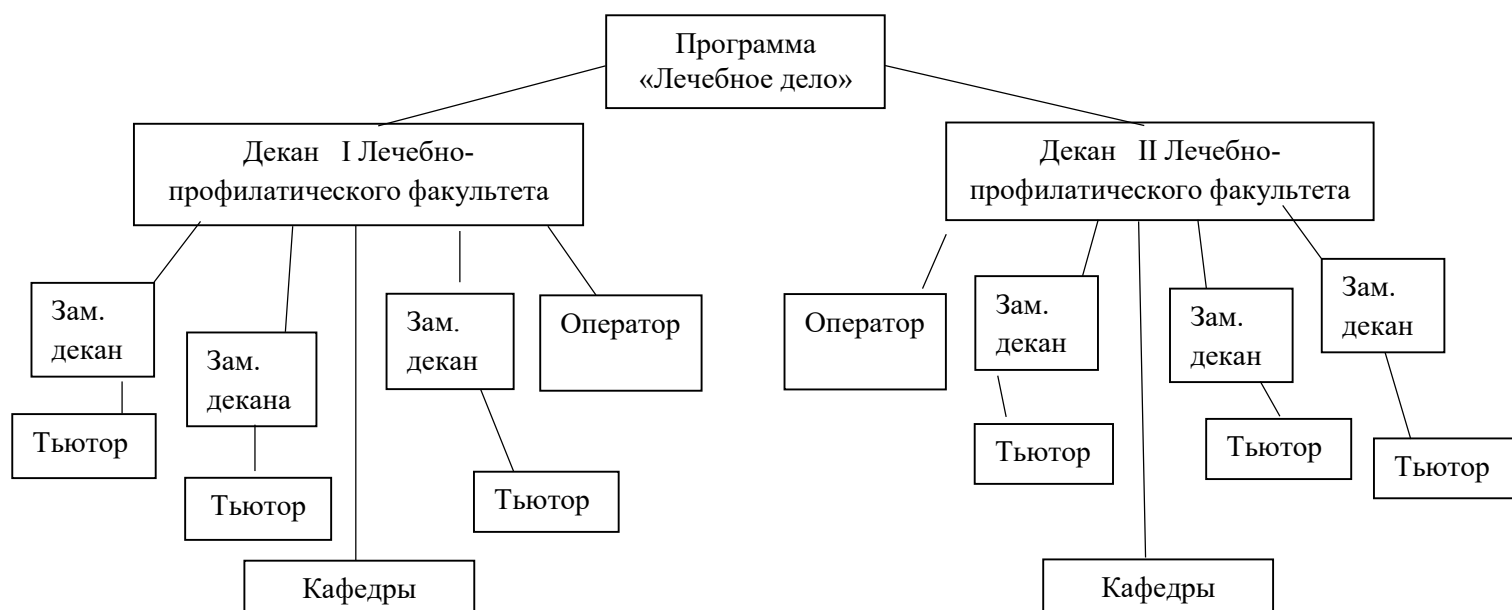 Программа
«Лечебное дело»
Декан I Лечебно-
профилатического факультета
Декан II Лечебно-
профилатического факультета
Зам.
декан
Зам.
декана
Зам.
декан
Оператор
Оператор
Зам.
декан
Зам.
декан
Зам.
декан
Тьютор
Тьютор
Тьютор
Тьютор
Тьютор
Тьютор
Кафедры
Кафедры